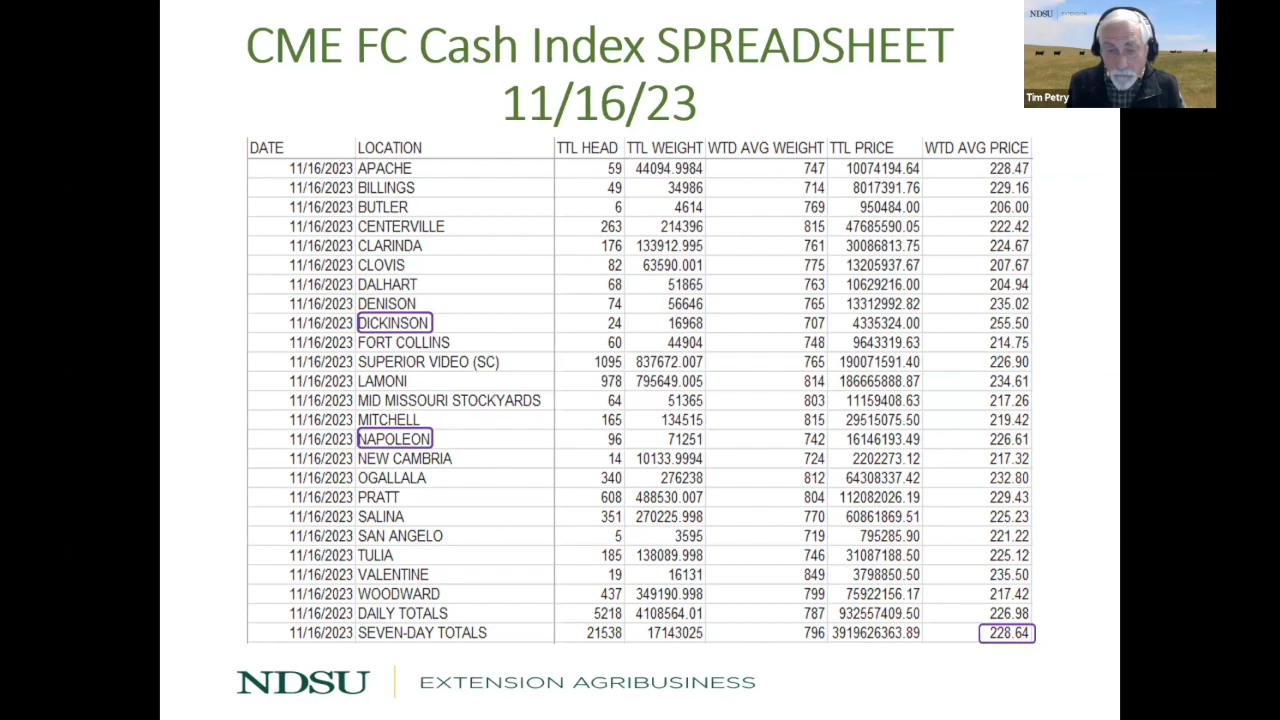 CME FC Cash Index SPREADSHEET
11/16/23
NDSU EXTENSION
Tim Petry
DATE LOCATION TTL HEAD TTL WEIGHT WTD AVG WEIGHT TTL PRICE WTD AVG PRICE
11/16/2023 APACHE 59 44094.9984 747 10074194.64 228.47
11/16/2023 BILLINGS 49 34986 714 8017391.76 229.16
11/16/2023 BUTLER 6 4614 769 950484.00 206.00
11/16/2023 CENTERVILLE 263 214396 815 47685590.05 222.42
11/16/2023 CLARINDA 176 133912.995 761 30086813.75 224.67
11/16/2023 CLOVIS 82 63590.001 775 13205937.67 207.67
11/16/2023 DALHART 68 51865 763 10629216.00 204.94
11/16/2023 DENISON 74 56646 765 13312992.82 235.02
11/16/2023 DICKINSON 24 16968 707 4335324.00 255.50
11/16/2023 FORT COLLINS 60 44904 748 9643319.63 214.75
11/16/2023 SUPERIOR VIDEO (SC) 1095 837672.007 765 190071591.40 226.90
11/16/2023 LAMONI 978 795649.005 814 186665888.87 234.61
11/16/2023 MID MISSOURI STOCKYARDS 64 51365 803 11159408.63 217.26
11/16/2023 MITCHELL 165 134515 815 29515075.50 219.42
11/16/2023 NAPOLEON 96 71251 742 16146193.49 226.61
11/16/2023 NEW CAMBRIA 14 10133.9994 724 2202273.12 217.32
11/16/2023 OGALLALA 340 276238 812 64308337.42 232.80
11/16/2023 PRATT 608 488530.007 804 112082026.19 229.43
11/16/2023 SALINA 351 270225.998 770 60861869.51 225.23
11/16/2023 SAN ANGELO 5 3595 719 795285.90 221.22
11/16/2023 TULIA 185 138089.998 746 31087188.50 225.12
11/16/2023 VALENTINE 19 16131 849 3798850.50 235.50
11/16/2023 WOODWARD 437 349190.998 799 75922156.17 217.42
11/16/2023 DAILY TOTALS 5218 4108564.01 787 932557409.50 226.98
11/16/2023 SEVEN-DAY TOTALS 21538 17143025 796 3919626363.89 228.64
NDSU EXTENSION AGRIBUSINESS